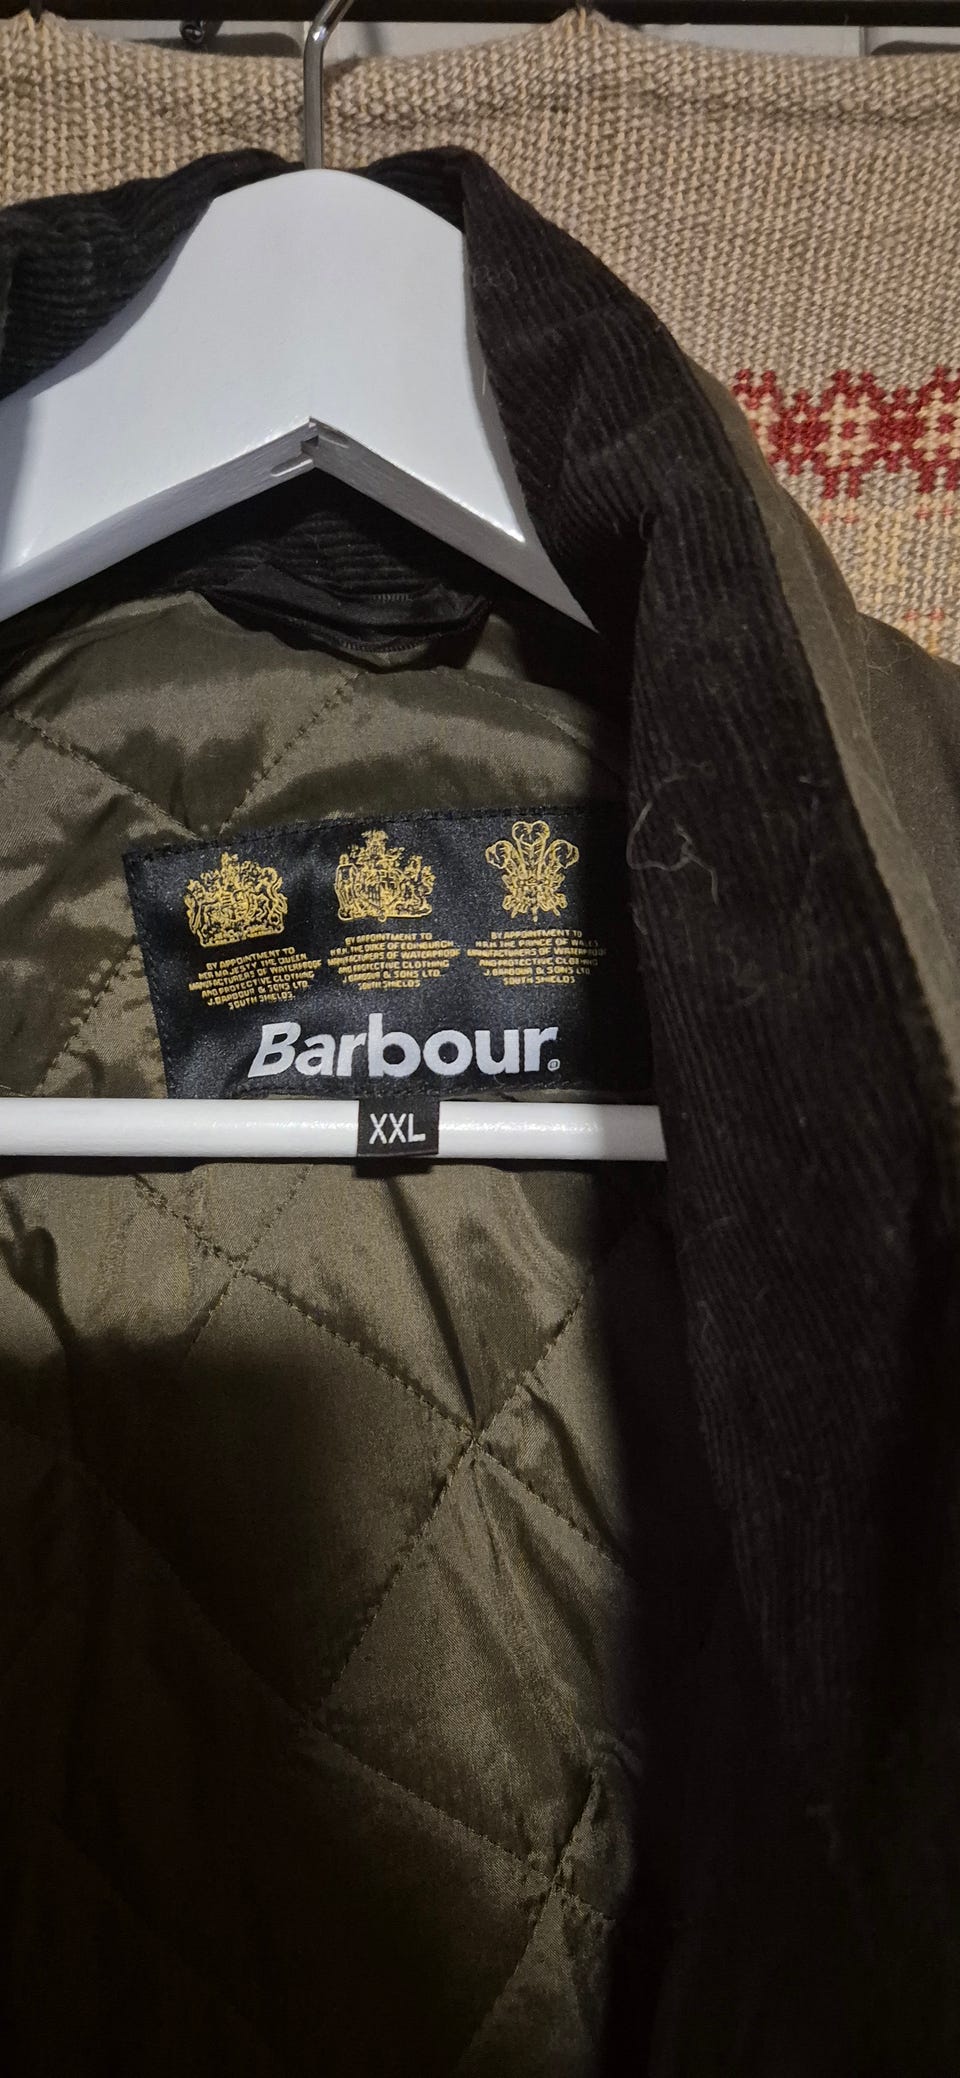 BY APPOINTMENT TO
HER MAJESTY THE QUEEN
MANUFACTURERS OF WATERPROOF
AND PROTECTIVE CLOTHING
J. BARBOUR & SONS LTD
SOUTH SHIELDS.
BY APPOINTMENT TO
H.R.H. THE DUKE OF EDINBURGH
MANUFACTURERS OF WATERPROOF
AND PROTECTIVE CLOTHING
J. BARBOUR & SONS LTD
SOUTH SHIELDS
BY APPOINTMENT TO
H.R.H. THE PRINCE OF WALES
MANUFACTURERS OF WATERPROOF
AND PROTECTIVE CLOTHING
J. BARBOUR & SONS LTD
SOUTH SHIELDS
Barbour®
XXL